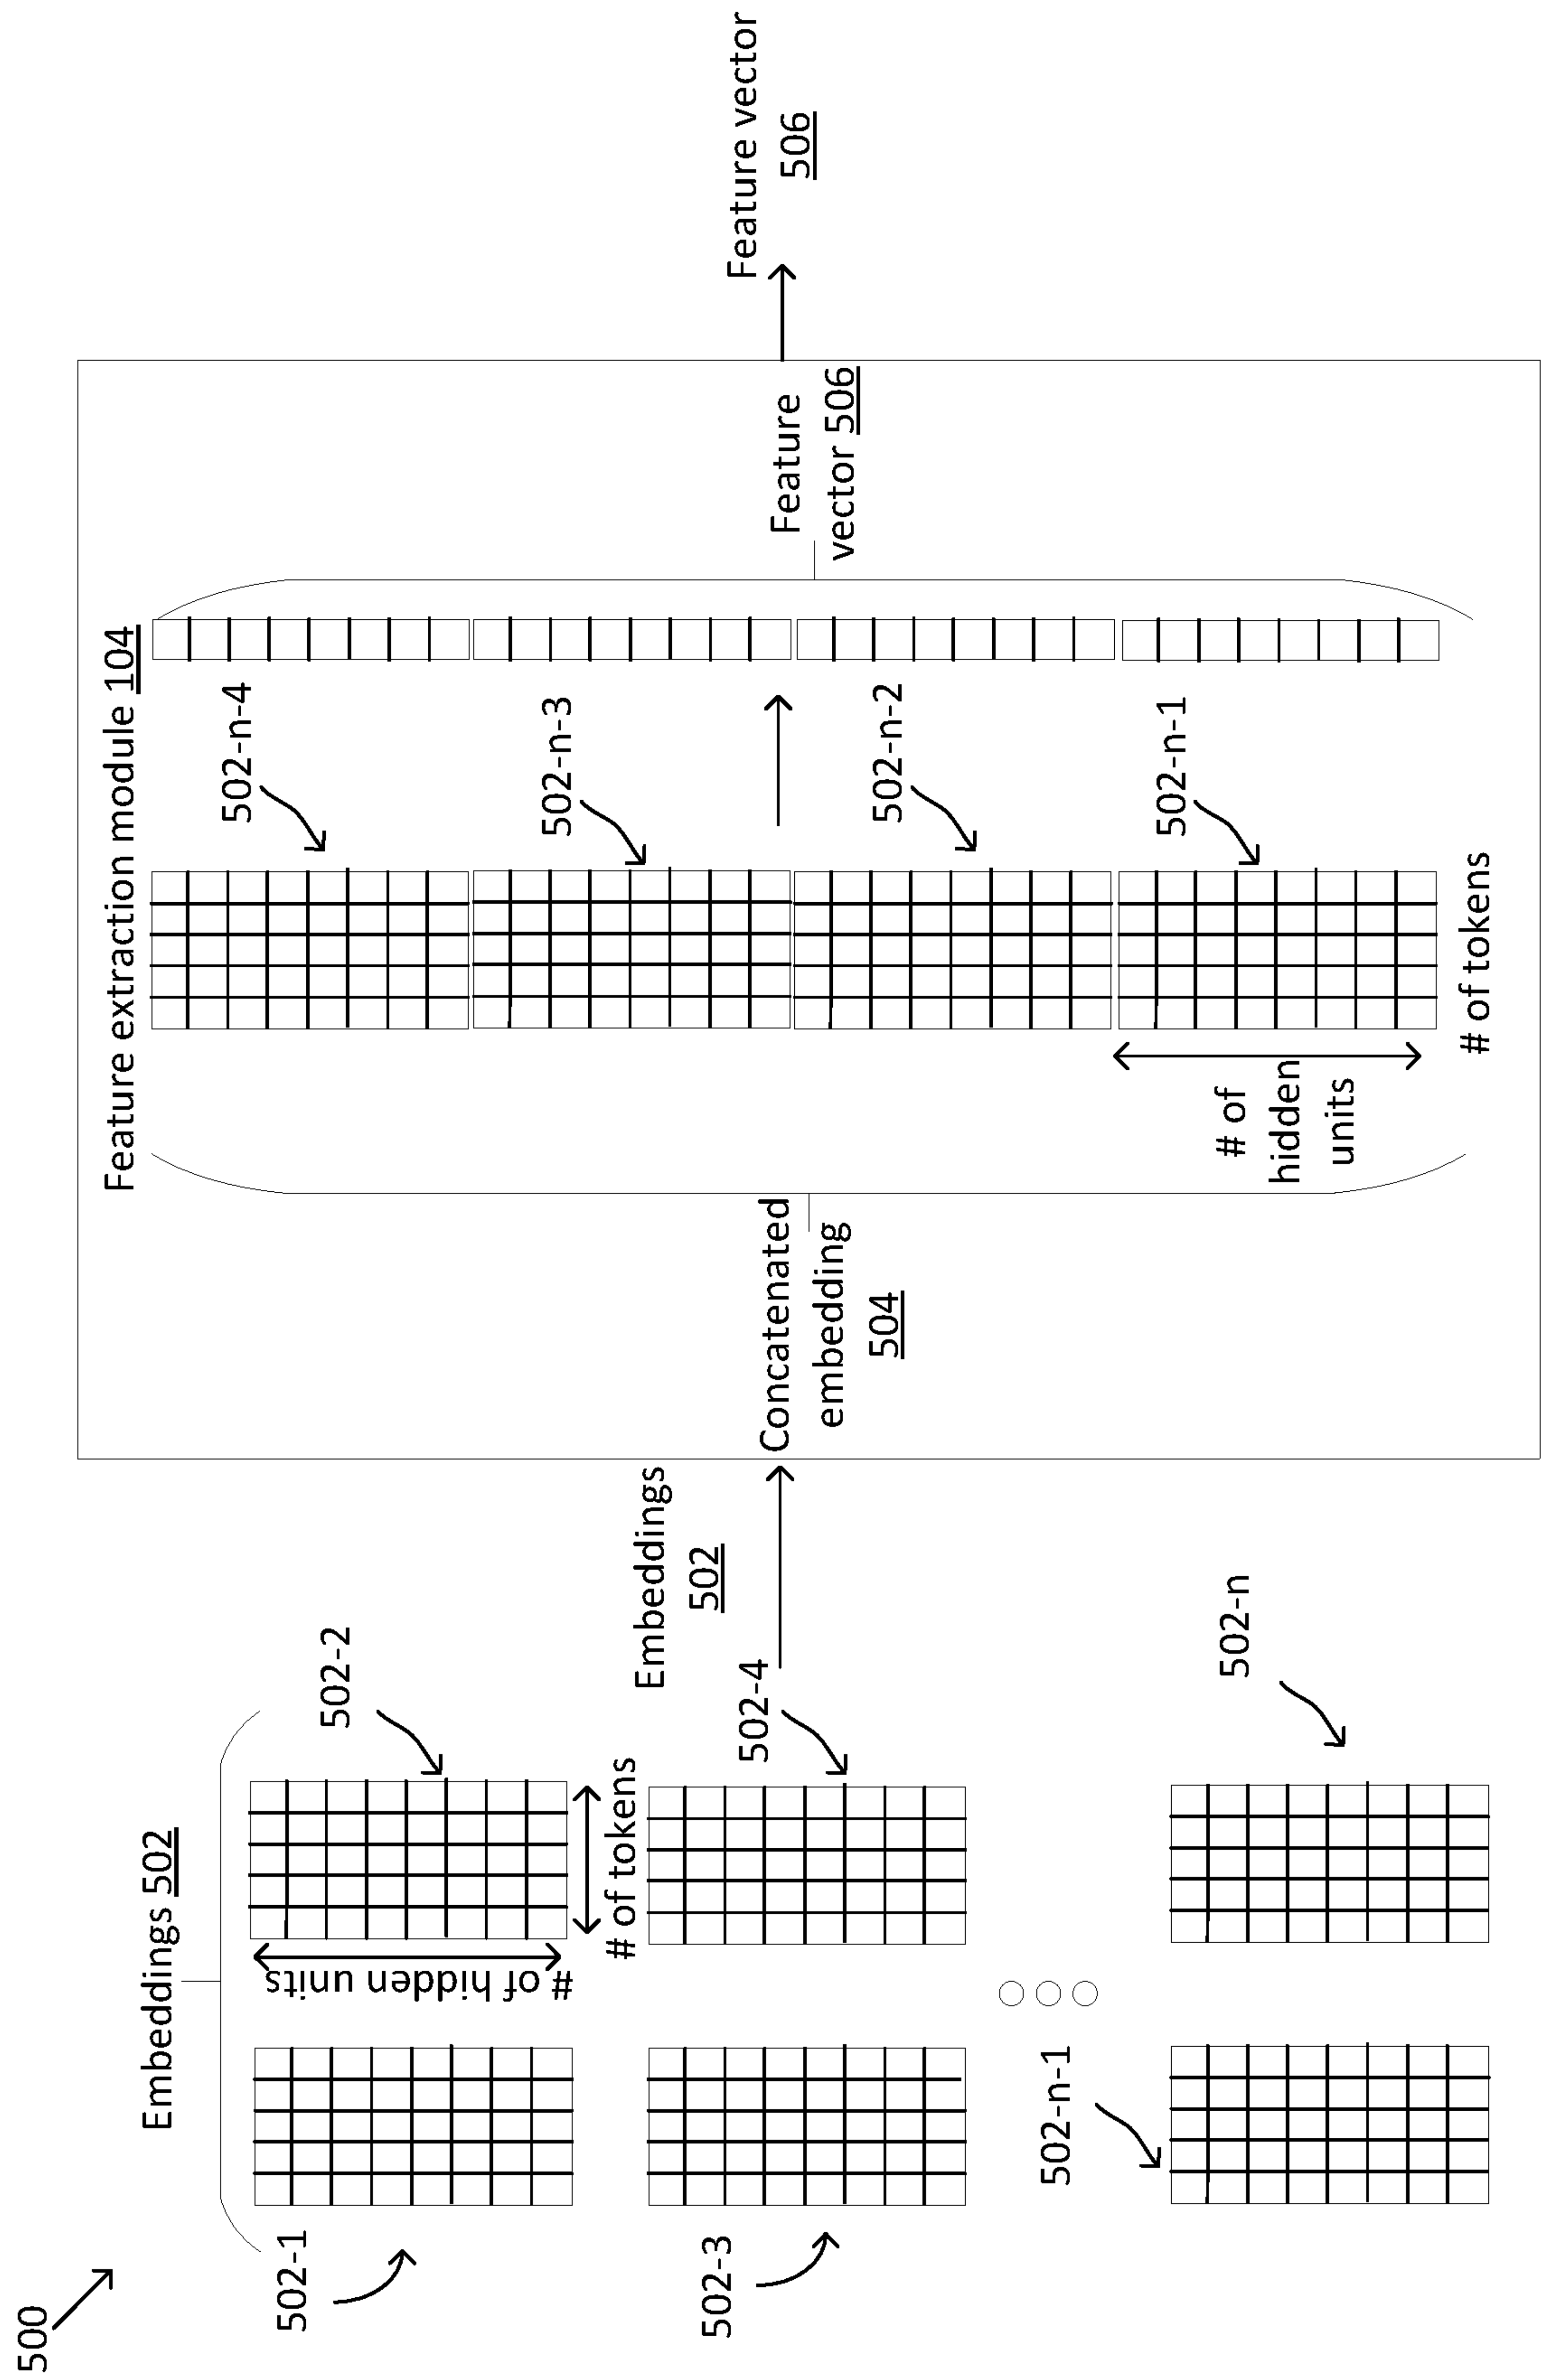 500
Embeddings 502
502-1
502-2
# of hidden units
# of tokens
502-3
502-4
502-n-1
502-n
Embeddings
502
Feature extraction module 104
Concatenated
embedding
504
502-n-4
502-n-3
502-n-2
502-n-1
# of
hidden
units
# of tokens
Feature
vector 506
Feature vector
506